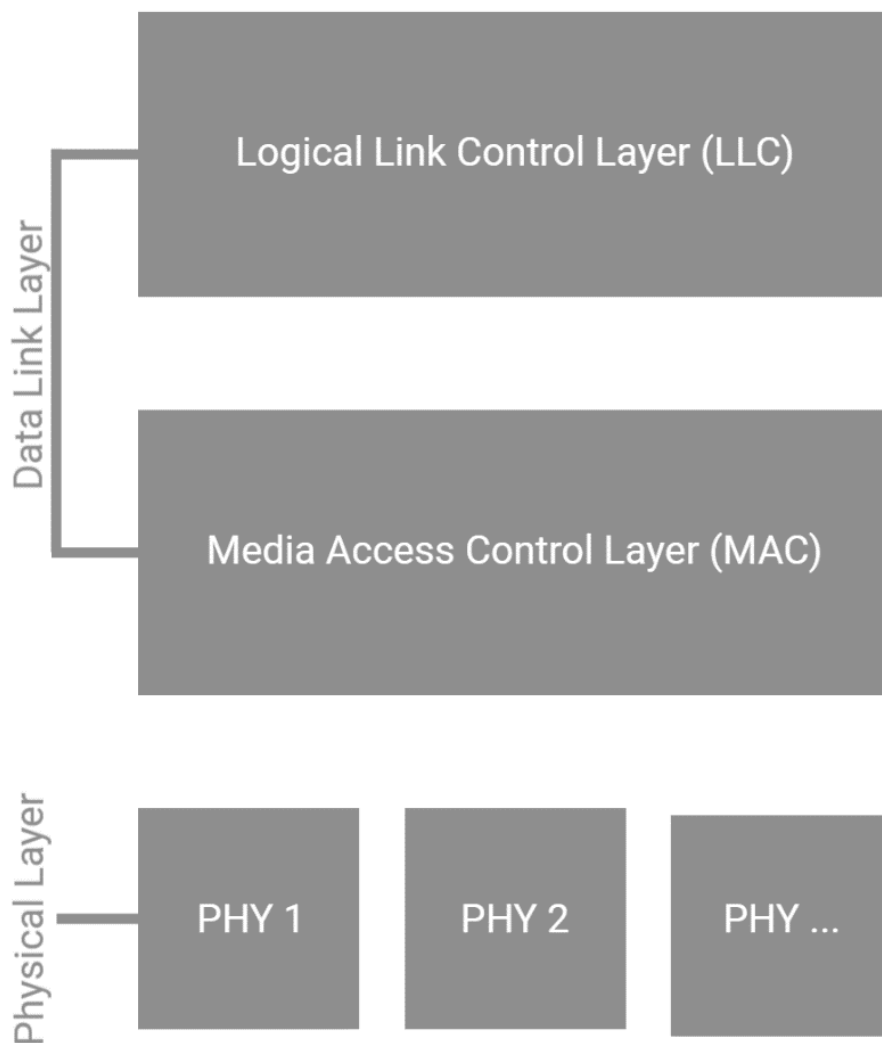 Logical Link Control Layer (LLC)
Data Link Layer
Media Access Control Layer (MAC)
Physical Layer
PHY 1
PHY 2
PHY ...